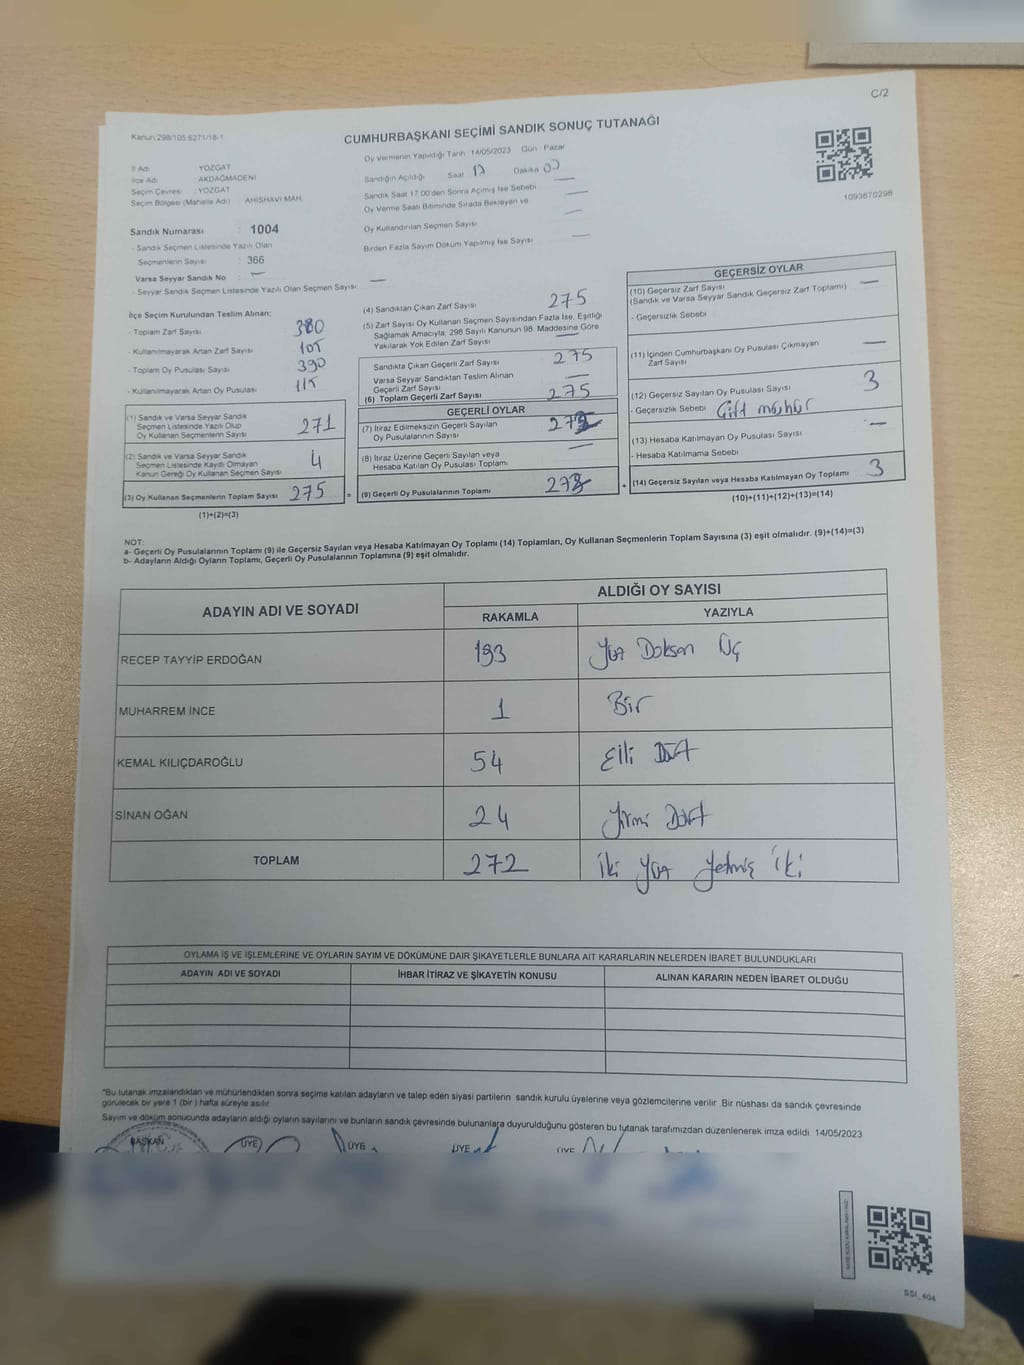 C/2
Kanun:298/105.6271/18-1
CUMHURBAŞKANI SEÇİMİ SANDIK SONUÇ TUTANAĞI
İl Adı : YOZGAT
İlçe Adı : AKDAĞMADENİ
Seçim Çevresi : YOZGAT
Seçim Bölgesi (Mahalle Adı) : AHISHAVI MAH.
Oy Vermenin Yapıldığı Tarih 14/05/2023 Gün Pazar
Sandığın Açıldığı Saat 17 Dakika 00
Sandık Saat 17:00'den Sonra Açılmış İse Sebebi —
Oy Verme Saati Bitiminde Sırada Bekleyen ve
Oy Kullandırılan Seçmen Sayısı —
Birden Fazla Sayım Döküm Yapılmış İse Sayısı —
1093670298
Sandık Numarası : 1004
- Sandık Seçmen Listesinde Yazılı Olan
Seçmenlerin Sayısı : 366
Varsa Seyyar Sandık No : —
- Seyyar Sandık Seçmen Listesinde Yazılı Olan Seçmen Sayısı: —
İlçe Seçim Kurulundan Teslim Alınan:
- Toplam Zarf Sayısı 380
- Kullanılmayarak Artan Zarf Sayısı 105
- Toplam Oy Pusulası Sayısı 390
- Kullanılmayarak Artan Oy Pusulası 115
(1) Sandık ve Varsa Seyyar Sandık
Seçmen Listesinde Yazılı Olup
Oy Kullanan Seçmenlerin Sayısı 271
(2) Sandık ve Varsa Seyyar Sandık
Seçmen Listesinde Kayıtlı Olmayan
Kanun Gereği Oy Kullanan Seçmen Sayısı 4
(3) Oy Kullanan Seçmenlerin Toplam Sayısı 275
(1)+(2)=(3)
=
(4) Sandıktan Çıkan Zarf Sayısı 275
(5) Zarf Sayısı Oy Kullanan Seçmen Sayısından Fazla İse, Eşitliği
Sağlamak Amacıyla, 298 Sayılı Kanunun 98. Maddesine Göre
Yakılarak Yok Edilen Zarf Sayısı —
Sandıkta Çıkan Geçerli Zarf Sayısı 275
Varsa Seyyar Sandıktan Teslim Alınan
Geçerli Zarf Sayısı —
(6) Toplam Geçerli Zarf Sayısı 275
GEÇERLİ OYLAR
(7) İtiraz Edilmeksizin Geçerli Sayılan
Oy Pusulalarının Sayısı 272
(8) İtiraz Üzerine Geçerli Sayılan veya
Hesaba Katılan Oy Pusulası Toplamı —
(9) Geçerli Oy Pusulalarının Toplamı 272
+
GEÇERSİZ OYLAR
(10) Geçersiz Zarf Sayısı —
(Sandık ve Varsa Seyyar Sandık Geçersiz Zarf Toplamı)
- Geçersizlik Sebebi
(11) İçinden Cumhurbaşkanı Oy Pusulası Çıkmayan
Zarf Sayısı —
(12) Geçersiz Sayılan Oy Pusulası Sayısı 3
- Geçersizlik Sebebi Çift mühür
(13) Hesaba Katılmayan Oy Pusulası Sayısı —
- Hesaba Katılmama Sebebi
(14) Geçersiz Sayılan veya Hesaba Katılmayan Oy Toplamı 3
(10)+(11)+(12)+(13)=(14)
NOT:
a- Geçerli Oy Pusulalarının Toplamı (9) ile Geçersiz Sayılan veya Hesaba Katılmayan Oy Toplamı (14) Toplamları, Oy Kullanan Seçmenlerin Toplam Sayısına (3) eşit olmalıdır. (9)+(14)=(3)
b- Adayların Aldığı Oyların Toplamı, Geçerli Oy Pusulalarının Toplamına (9) eşit olmalıdır.
ADAYIN ADI VE SOYADI ALDIĞI OY SAYISI
RAKAMLA YAZIYLA
RECEP TAYYİP ERDOĞAN 193 Yüz Doksan Üç
MUHARREM İNCE 1 Bir
KEMAL KILIÇDAROĞLU 54 Elli Dört
SİNAN OĞAN 24 Yirmi Dört
TOPLAM 272 İki Yüz Yetmiş İki
OYLAMA İŞ VE İŞLEMLERİNE VE OYLARIN SAYIM VE DÖKÜMÜNE DAİR ŞİKAYETLERLE BUNLARA AİT KARARLARIN NELERDEN İBARET BULUNDUKLARI
ADAYIN ADI VE SOYADI İHBAR İTİRAZ VE ŞİKAYETİN KONUSU ALINAN KARARIN NEDEN İBARET OLDUĞU
*Bu tutanak imzalandıktan ve mühürlendikten sonra seçime katılan adayların ve talep eden siyasi partilerin sandık kurulu üyelerine veya gözlemcilerine verilir. Bir nüshası da sandık çevresinde
görülecek bir yere 1 (bir ) hafta süreyle asılır.
Sayım ve döküm sonucunda adayların aldığı oyların sayılarını ve bunların sandık çevresinde bulunanlara duyurulduğunu gösteren bu tutanak tarafımızdan düzenlenerek imza edildi. 14/05/2023
BAŞKAN ÜYE ÜYE ÜYE ÜYE
SSI_404